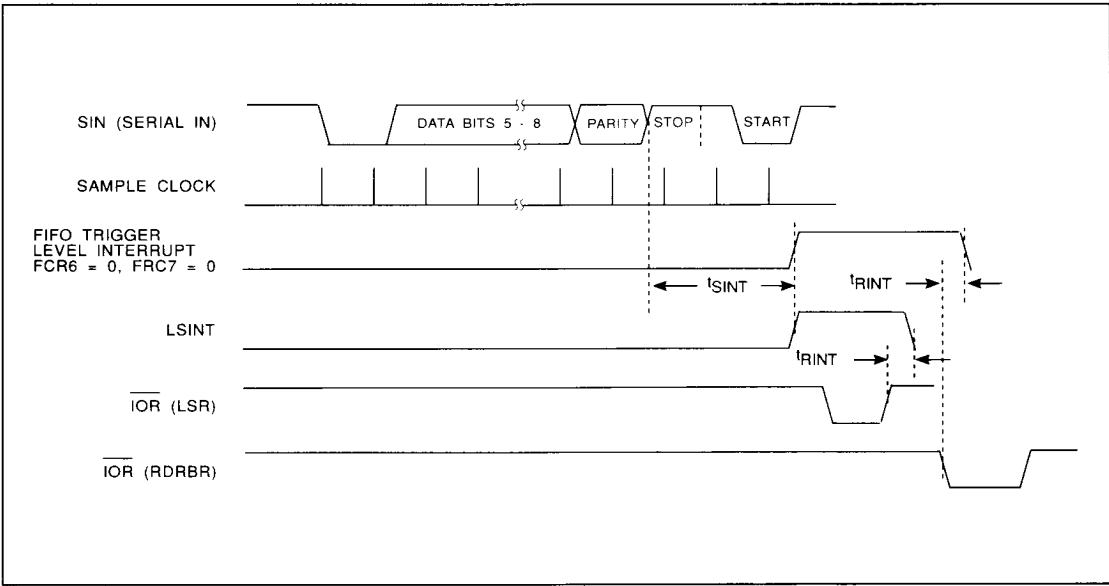 SIN (SERIAL IN)
DATA BITS 5 - 8
PARITY
STOP
START
SAMPLE CLOCK
FIFO TRIGGER
LEVEL INTERRUPT
FCR6 = 0, FRC7 = 0
tSINT
tRINT
LSINT
tRINT
IOR (LSR)
IOR (RDRBR)